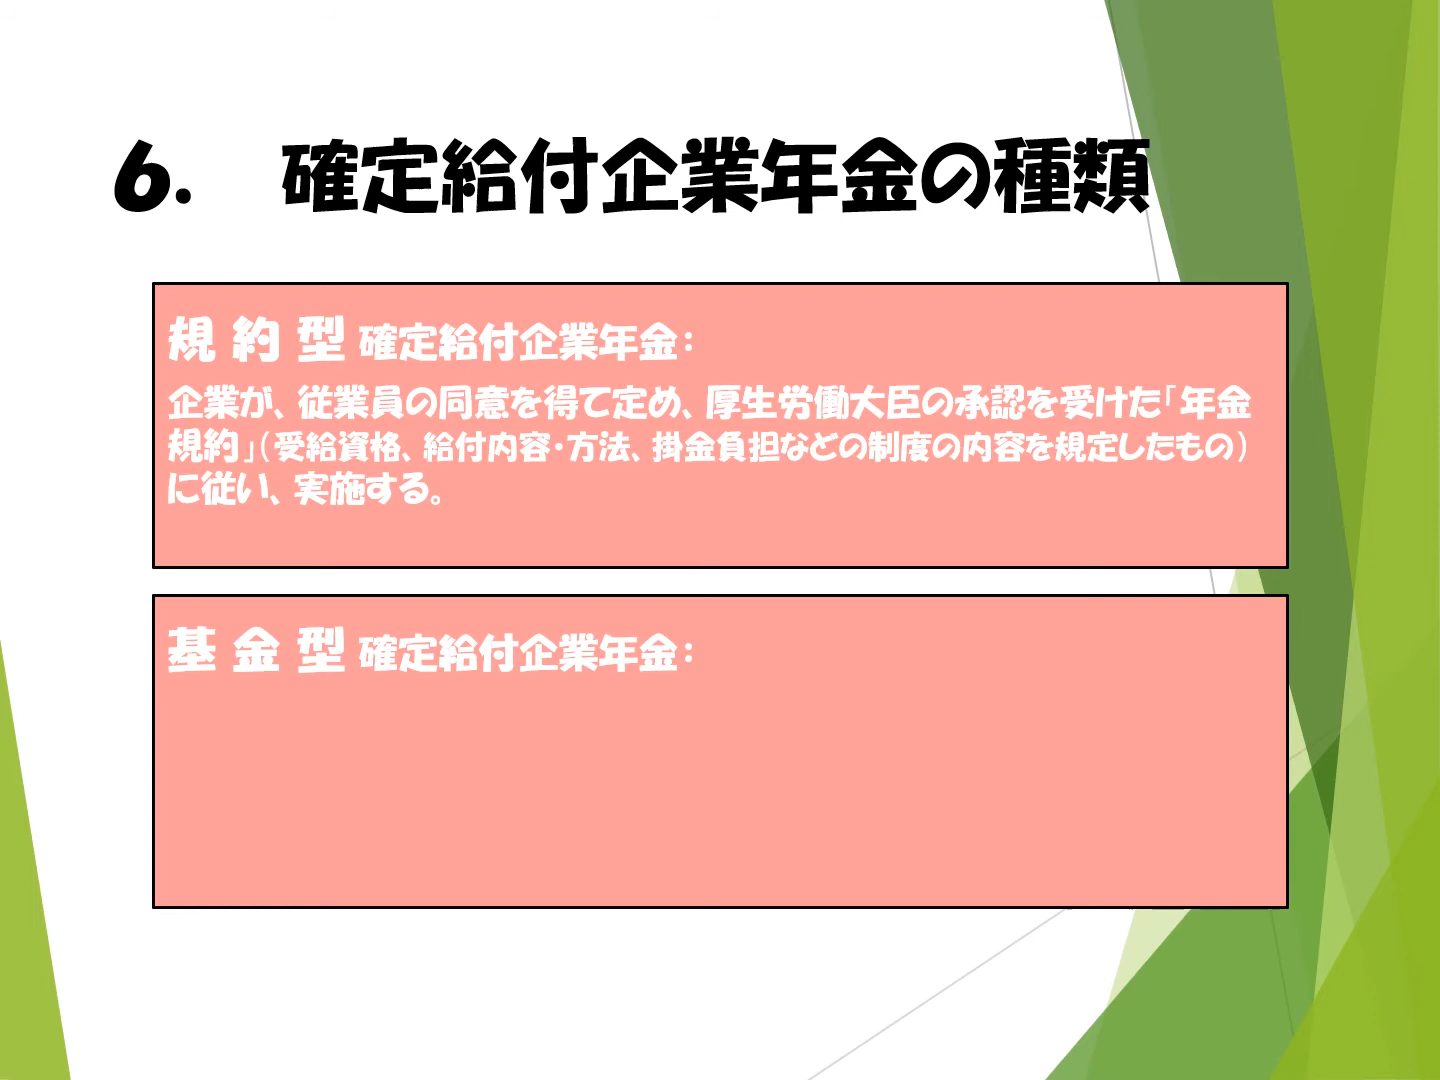 6.　確定給付企業年金の種類
規 約 型 確定給付企業年金：
企業が、従業員の同意を得て定め、厚生労働大臣の承認を受けた「年金
規約」（受給資格、給付内容・方法、掛金負担などの制度の内容を規定したもの）
に従い、実施する。
基 金 型 確定給付企業年金：